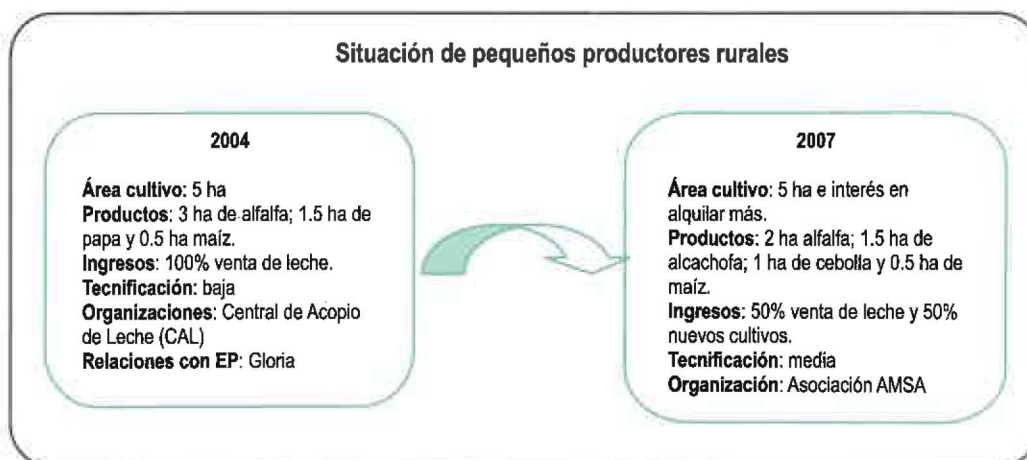 Situación de pequeños productores rurales
2004
Área cultivo: 5 ha
Productos: 3 ha de alfalfa; 1.5 ha de
papa y 0.5 ha maíz.
Ingresos: 100% venta de leche.
Tecnificación: baja
Organizaciones: Central de Acopio
de Leche (CAL)
Relaciones con EP: Gloria
2007
Área cultivo: 5 ha e interés en
alquilar más.
Productos: 2 ha alfalfa; 1.5 ha de
alcachofa; 1 ha de cebolla y 0.5 ha de
maíz.
Ingresos: 50% venta de leche y 50%
nuevos cultivos.
Tecnificación: media
Organización: Asociación AMSA